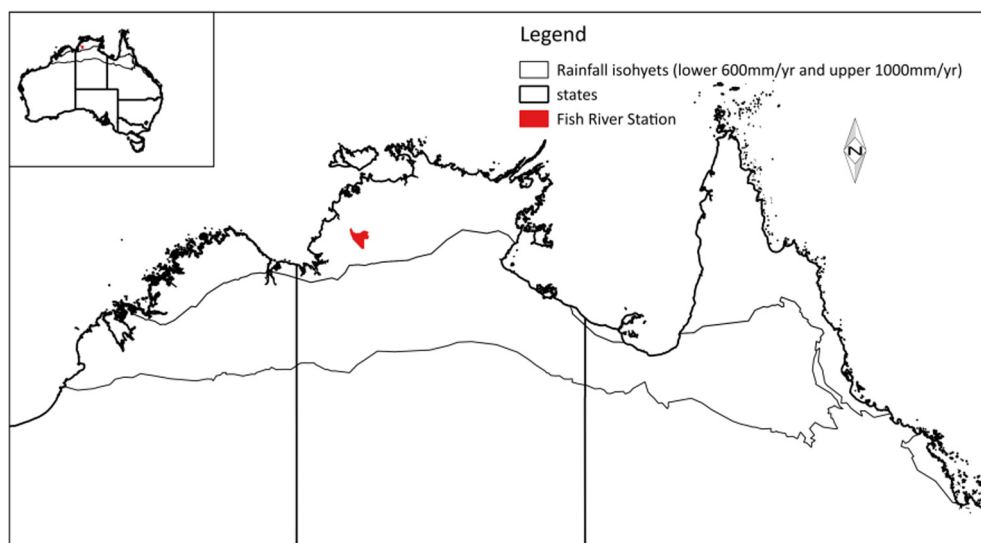 Legend
Rainfall isohyets (lower 600mm/yr and upper 1000mm/yr)
states
Fish River Station
N